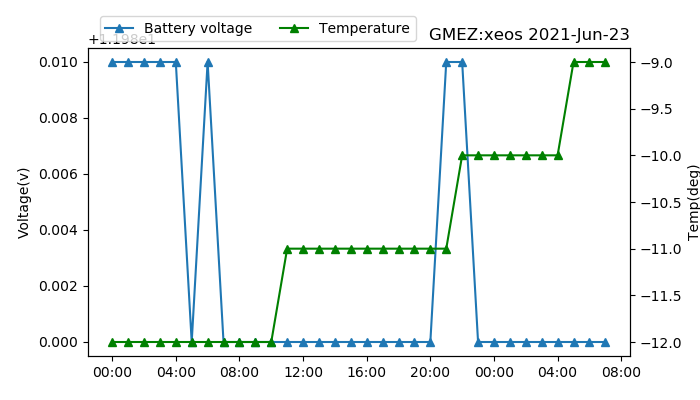 Battery voltage Temperature
GMEZ:xeos 2021-Jun-23
+1.198e1
0.010
0.008
0.006
0.004
0.002
0.000
Voltage(v)
−9.0
−9.5
−10.0
−10.5
−11.0
−11.5
−12.0
Temp(deg)
00:00 04:00 08:00 12:00 16:00 20:00 00:00 04:00 08:00